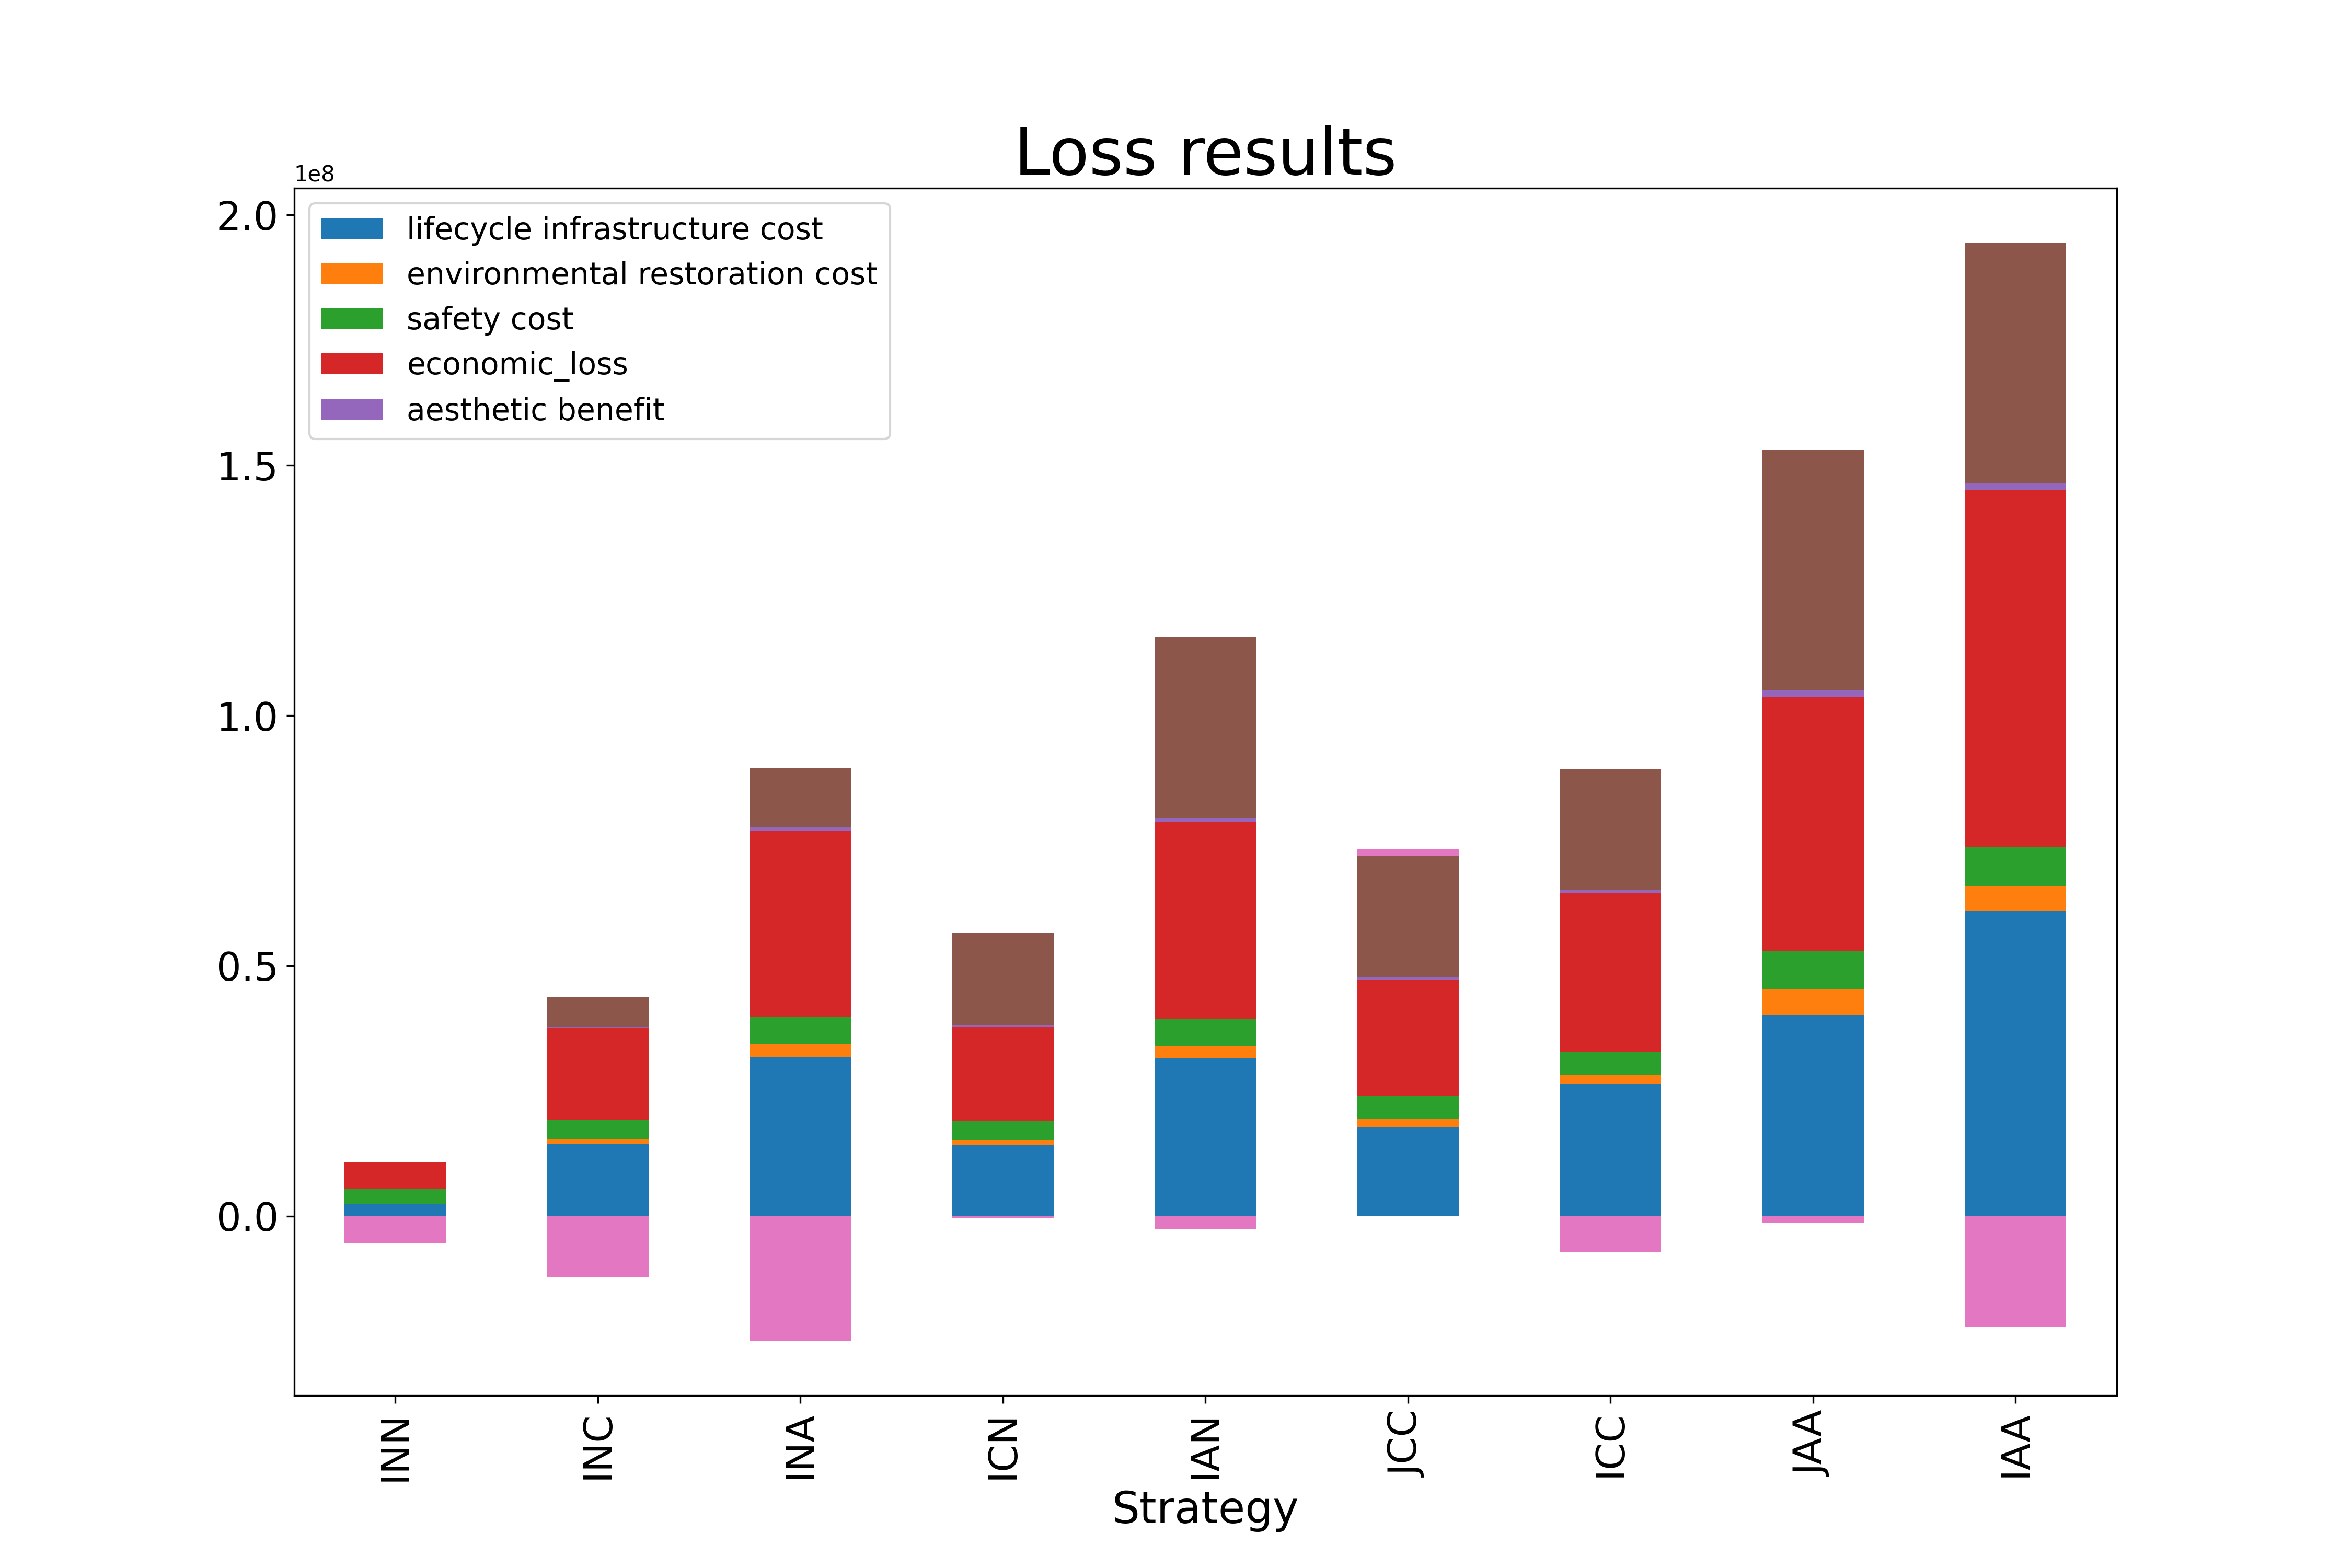 Loss results
1e8
2.0
1.5
1.0
0.5
0.0
lifecycle infrastructure cost
environmental restoration cost
safety cost
economic_loss
aesthetic benefit
INN
INC
INA
ICN
IAN
JCC
ICC
JAA
IAA
Strategy